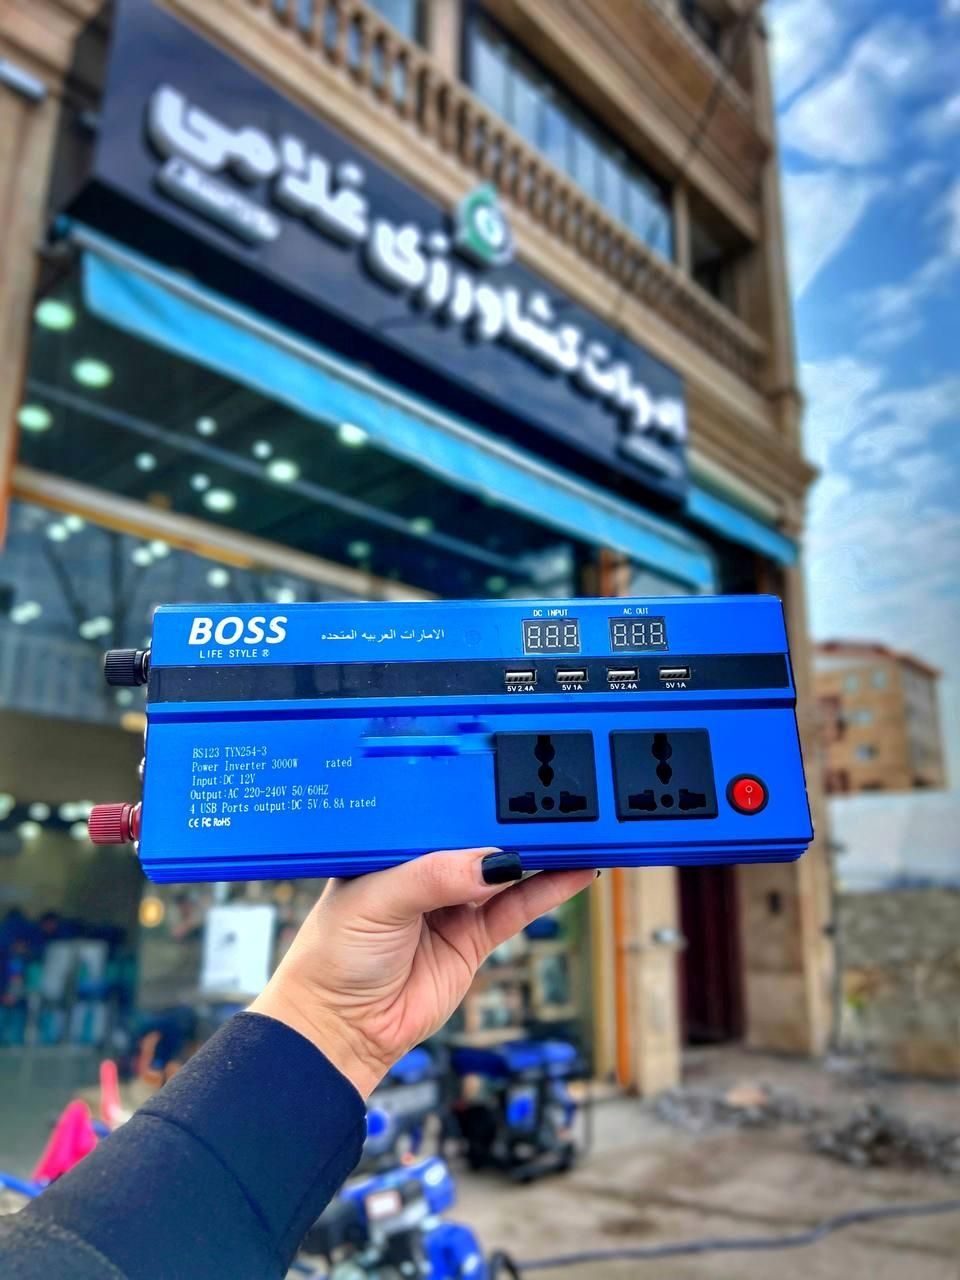 ادوات کشاورزی غلامی
BOSS
LIFE STYLE ®
الامارات العربيه المتحده
DC INPUT
AC OUT
5V 2.4A
5V 1A
5V 2.4A
5V 1A
BS123 TYN254-3
Power Inverter 3000W rated
Input:DC 12V
Output:AC 220-240V 50/60HZ
4 USB Ports output:DC 5V/6.8A rated
CE FC RoHS